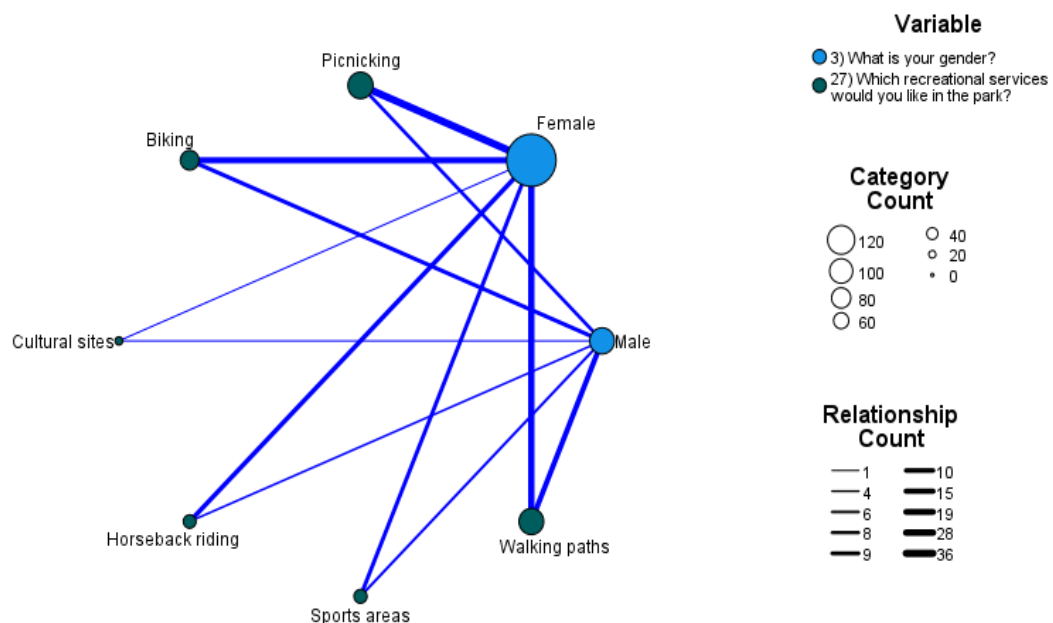 Variable
3) What is your gender?
27) Which recreational services
would you like in the park?
Picnicking
Female
Biking
Cultural sites
Male
Horseback riding
Walking paths
Sports areas
Category
Count
120
100
80
60
40
20
0
Relationship
Count
1
4
6
8
9
10
15
19
28
36